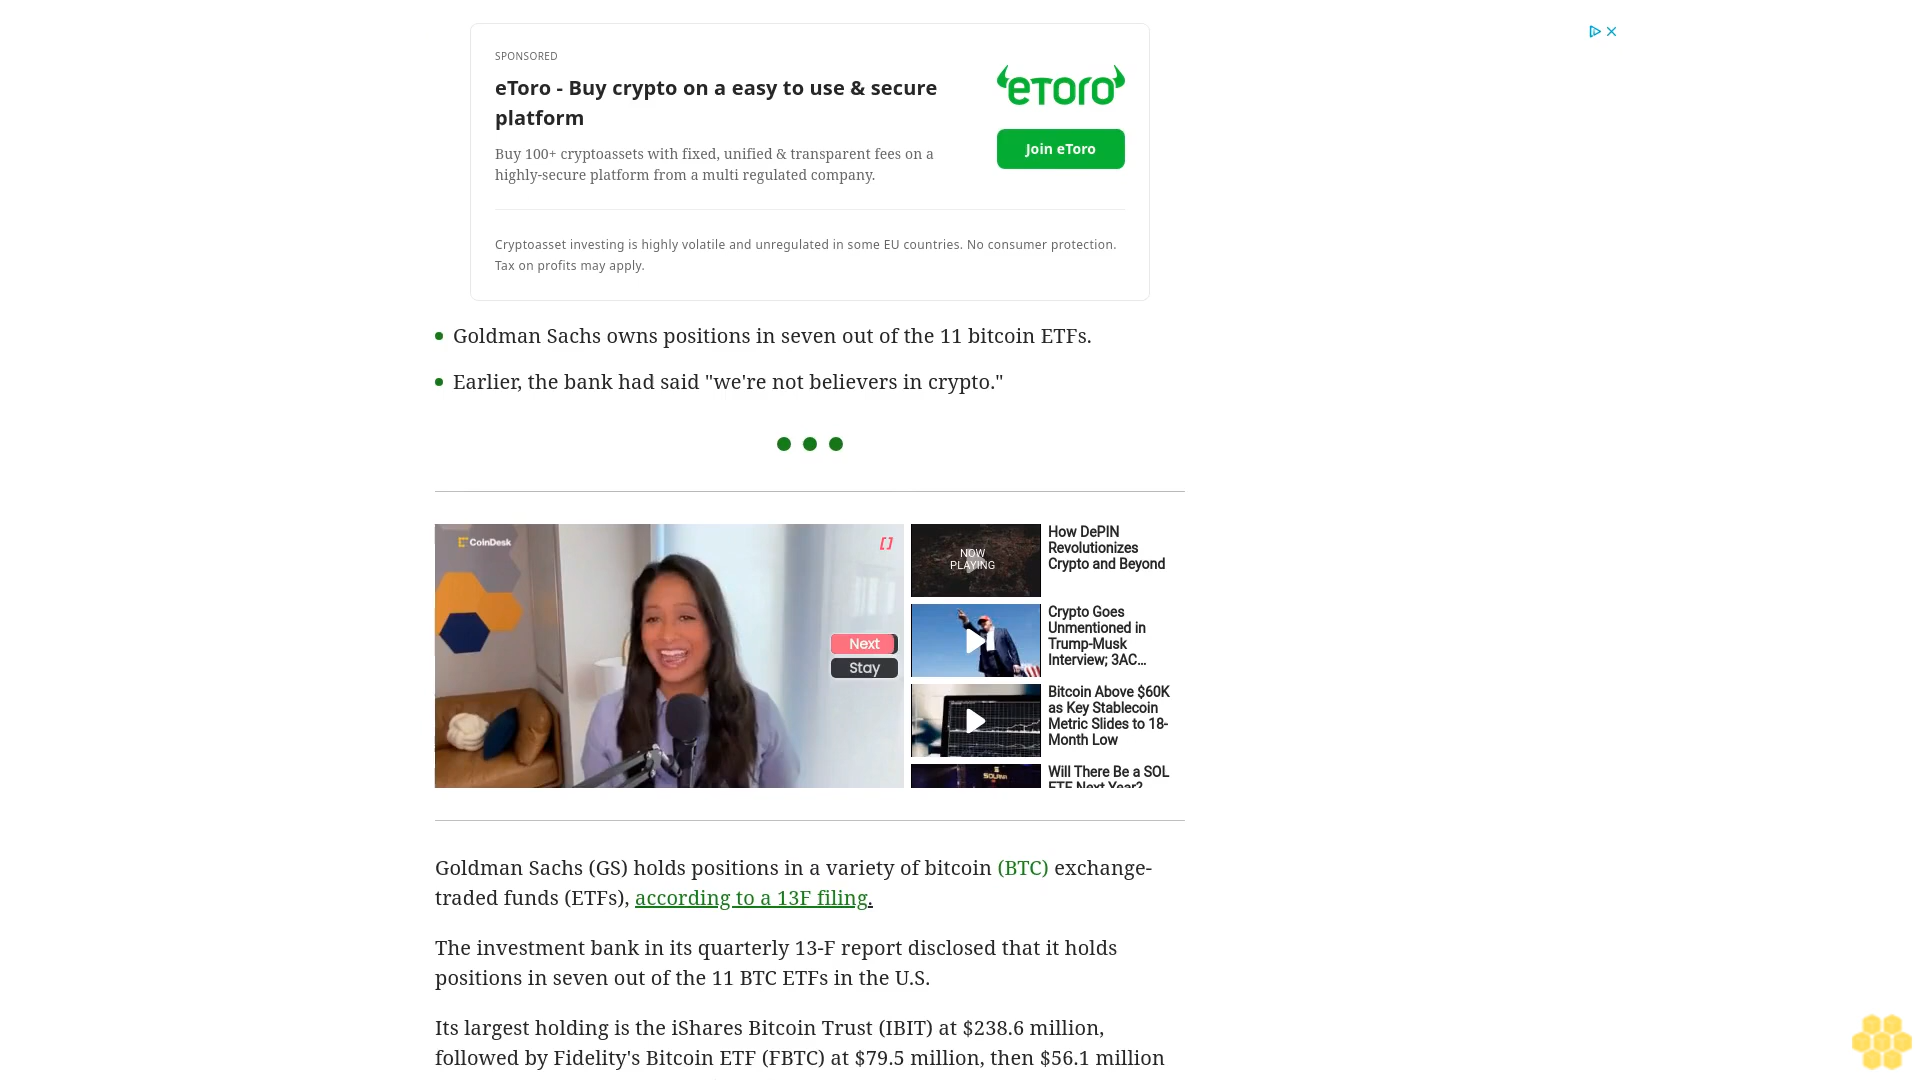 SPONSORED
eToro - Buy crypto on a easy to use & secure
platform
Buy 100+ cryptoassets with fixed, unified & transparent fees on a
highly-secure platform from a multi regulated company.
eToro
Join eToro
Cryptoasset investing is highly volatile and unregulated in some EU countries. No consumer protection.
Tax on profits may apply.
Goldman Sachs owns positions in seven out of the 11 bitcoin ETFs.
Earlier, the bank had said "we're not believers in crypto."
CoinDesk
[]
Next
Stay
NOW
PLAYING
How DePIN
Revolutionizes
Crypto and Beyond
Crypto Goes
Unmentioned in
Trump-Musk
Interview; 3AC...
Bitcoin Above $60K
as Key Stablecoin
Metric Slides to 18-
Month Low
SOLANA
Will There Be a SOL
ETF Next Year?
Goldman Sachs (GS) holds positions in a variety of bitcoin (BTC) exchange-
traded funds (ETFs), according to a 13F filing.
The investment bank in its quarterly 13-F report disclosed that it holds
positions in seven out of the 11 BTC ETFs in the U.S.
Its largest holding is the iShares Bitcoin Trust (IBIT) at $238.6 million,
followed by Fidelity's Bitcoin ETF (FBTC) at $79.5 million, then $56.1 million